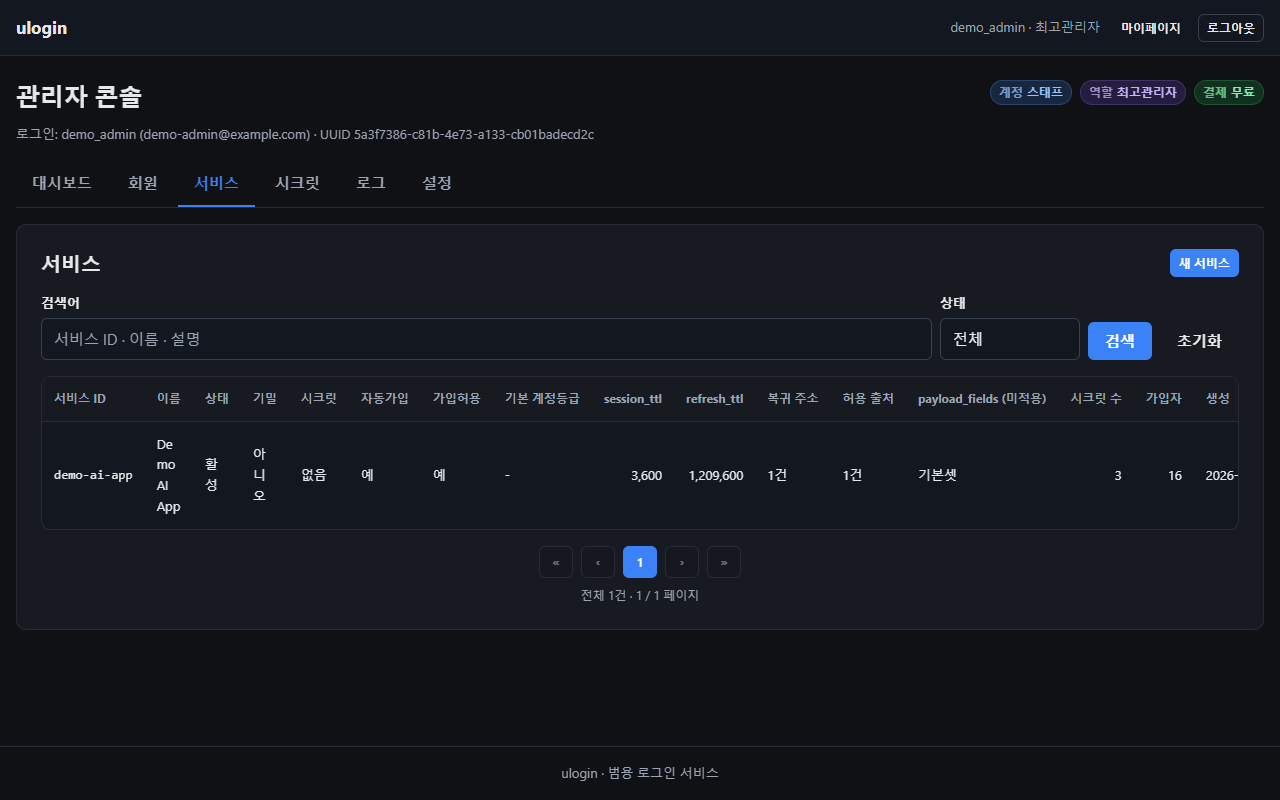 ulogin
demo_admin · 최고관리자 마이페이지 로그아웃
관리자 콘솔
계정 스태프 역할 최고관리자 결제 무료
로그인: demo_admin (demo-admin@example.com) · UUID 5a3f7386-c81b-4e73-a133-cb01badecd2c
대시보드 회원 서비스 시크릿 로그 설정
서비스
새 서비스
검색어 상태
서비스 ID · 이름 · 설명 전체 검색 초기화
서비스 ID 이름 상태 기밀 시크릿 자동가입 가입허용 기본 계정등급 session_ttl refresh_ttl 복귀 주소 허용 출처 payload_fields (미적용) 시크릿 수 가입자 생성
demo-ai-app Demo AI App 활성 아니오 없음 예 예 - 3,600 1,209,600 1건 1건 기본셋 3 16 2026-
« ‹ 1 › »
전체 1건 · 1 / 1 페이지
ulogin · 범용 로그인 서비스